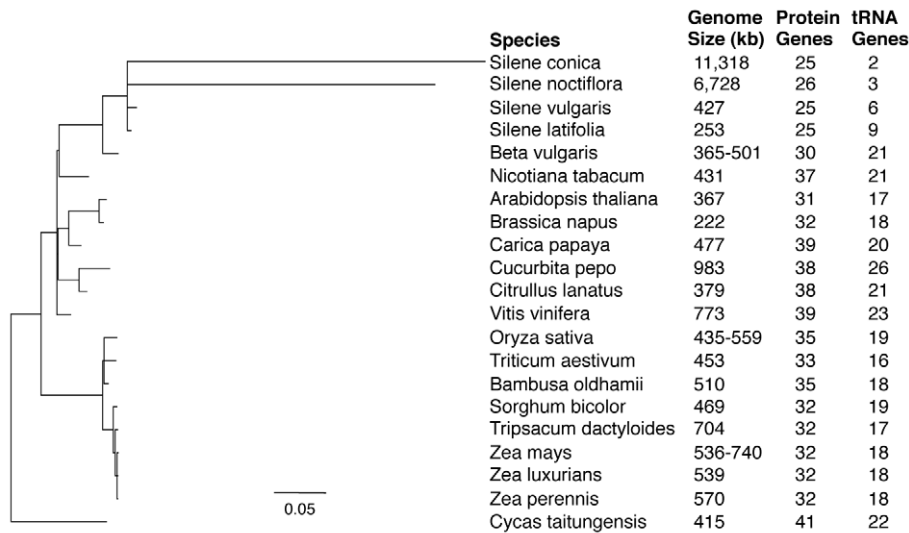 Genome Protein tRNA
Species Size (kb) Genes Genes
Silene conica 11,318 25 2
Silene noctiflora 6,728 26 3
Silene vulgaris 427 25 6
Silene latifolia 253 25 9
Beta vulgaris 365-501 30 21
Nicotiana tabacum 431 37 21
Arabidopsis thaliana 367 31 17
Brassica napus 222 32 18
Carica papaya 477 39 20
Cucurbita pepo 983 38 26
Citrullus lanatus 379 38 21
Vitis vinifera 773 39 23
Oryza sativa 435-559 35 19
Triticum aestivum 453 33 16
Bambusa oldhamii 510 35 18
Sorghum bicolor 469 32 19
Tripsacum dactyloides 704 32 17
Zea mays 536-740 32 18
Zea luxurians 539 32 18
Zea perennis 570 32 18
Cycas taitungensis 415 41 22
0.05